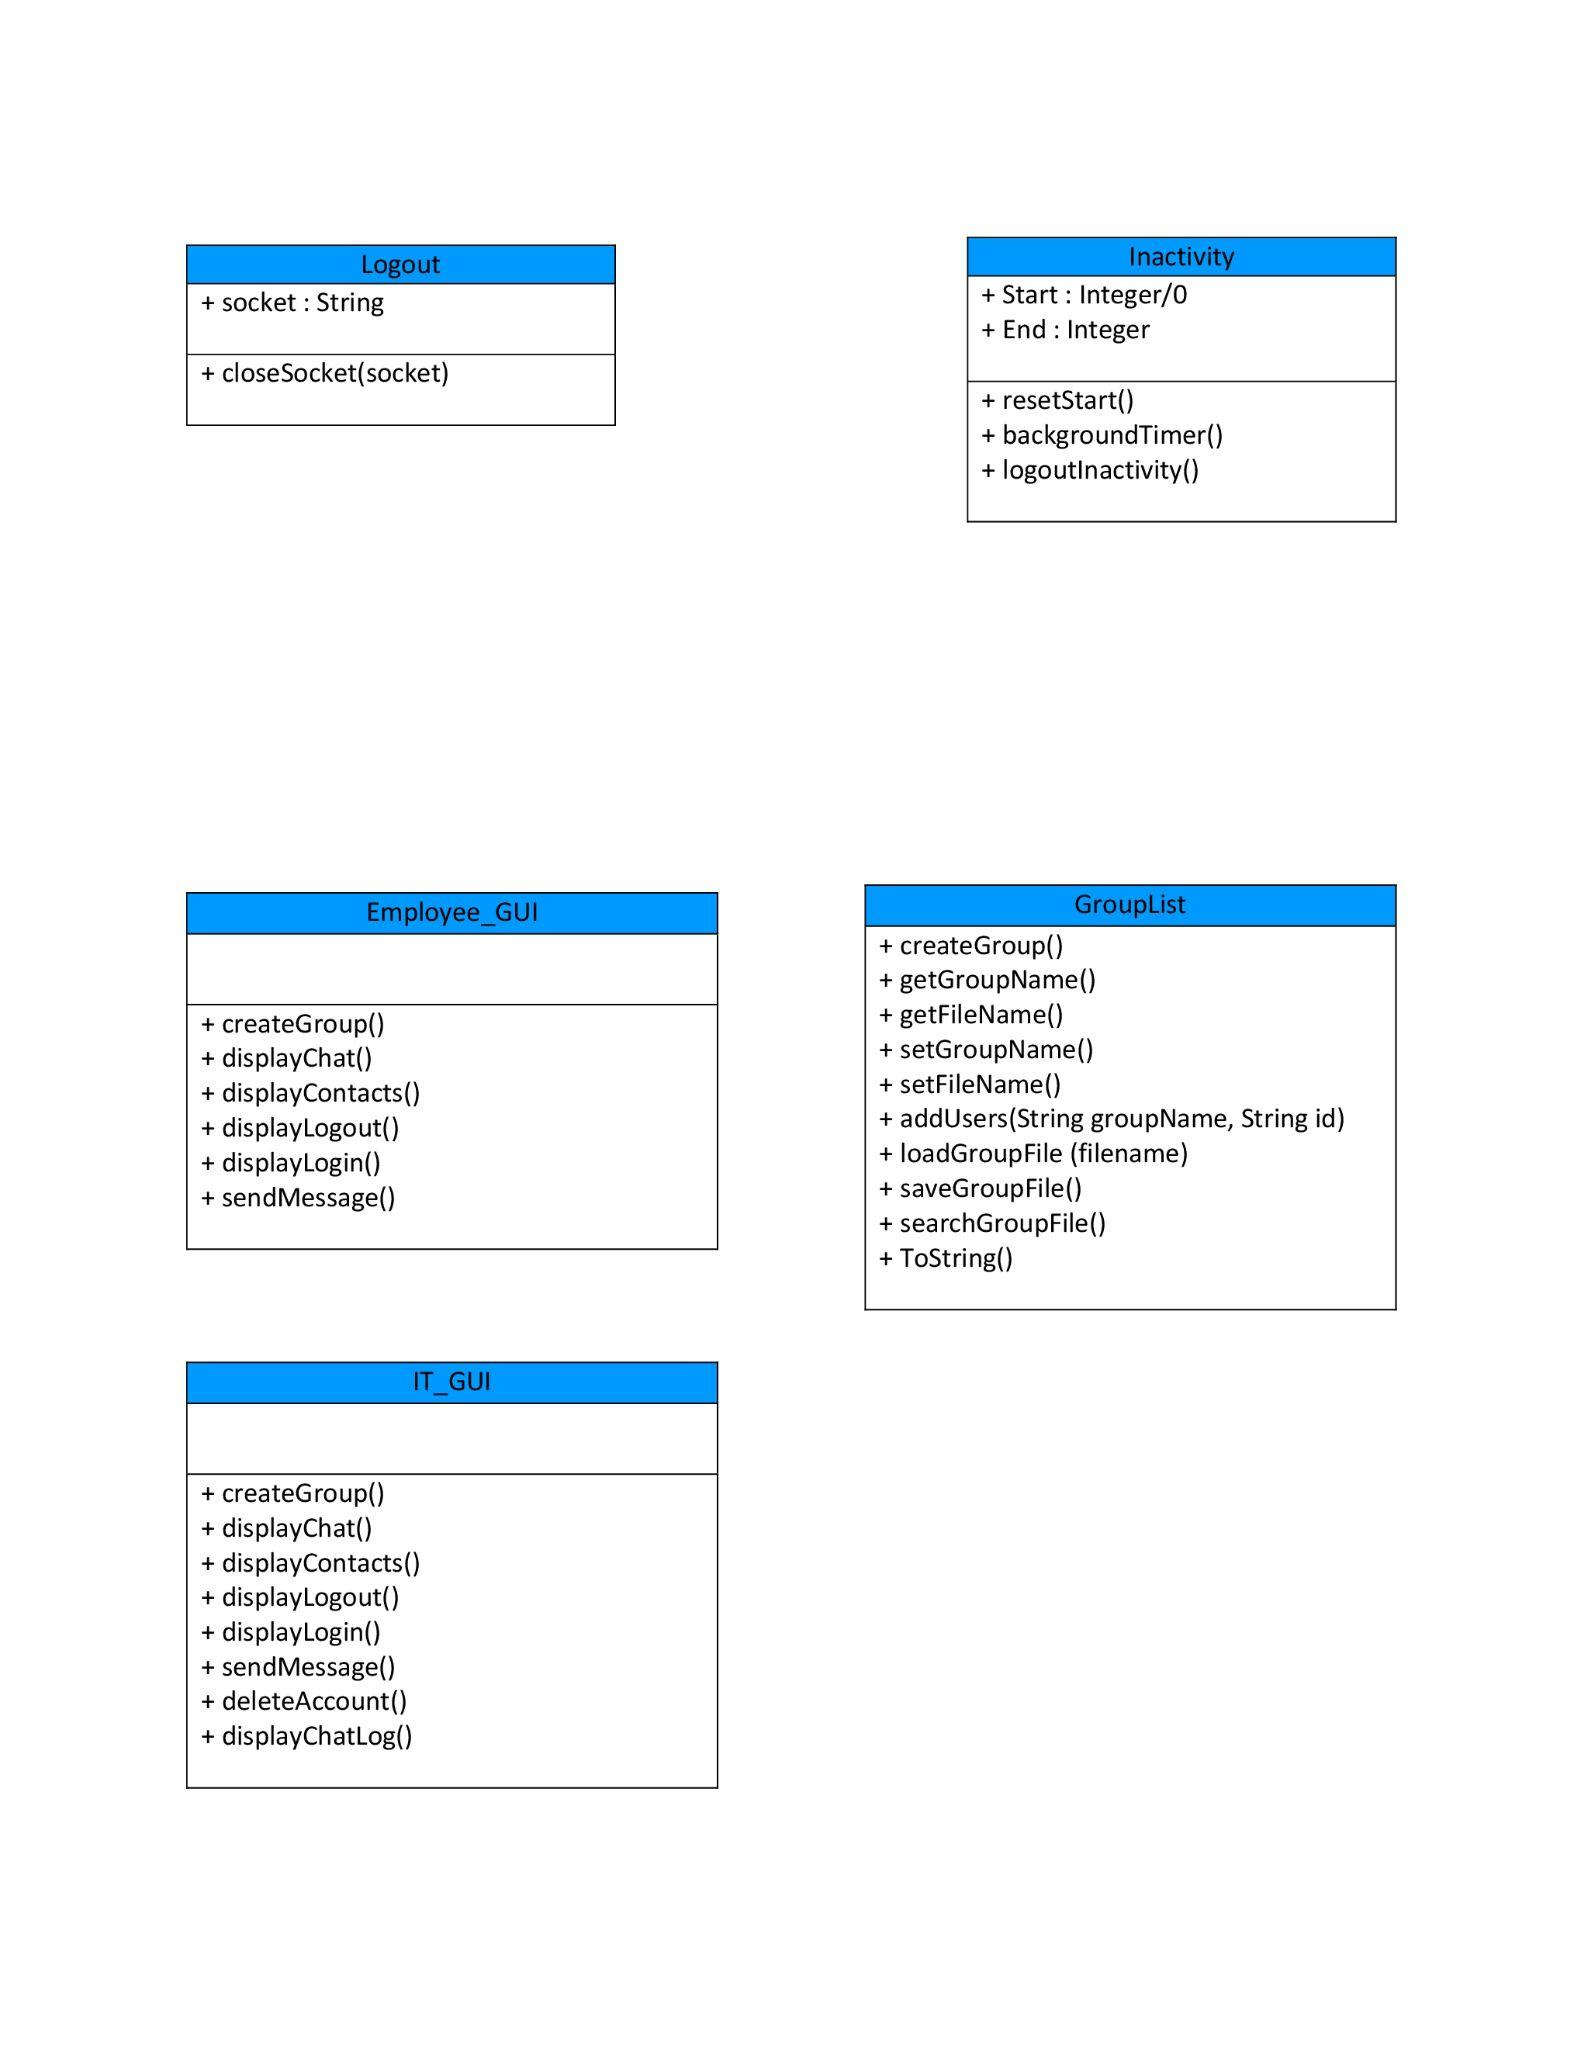 Logout
+ socket : String
+ closeSocket(socket)
Inactivity
+ Start : Integer/0
+ End : Integer
+ resetStart()
+ backgroundTimer()
+ logoutInactivity()
Employee_GUI
+ createGroup()
+ displayChat()
+ displayContacts()
+ displayLogout()
+ displayLogin()
+ sendMessage()
GroupList
+ createGroup()
+ getGroupName()
+ getFileName()
+ setGroupName()
+ setFileName()
+ addUsers(String groupName, String id)
+ loadGroupFile (filename)
+ saveGroupFile()
+ searchGroupFile()
+ ToString()
IT_GUI
+ createGroup()
+ displayChat()
+ displayContacts()
+ displayLogout()
+ displayLogin()
+ sendMessage()
+ deleteAccount()
+ displayChatLog()